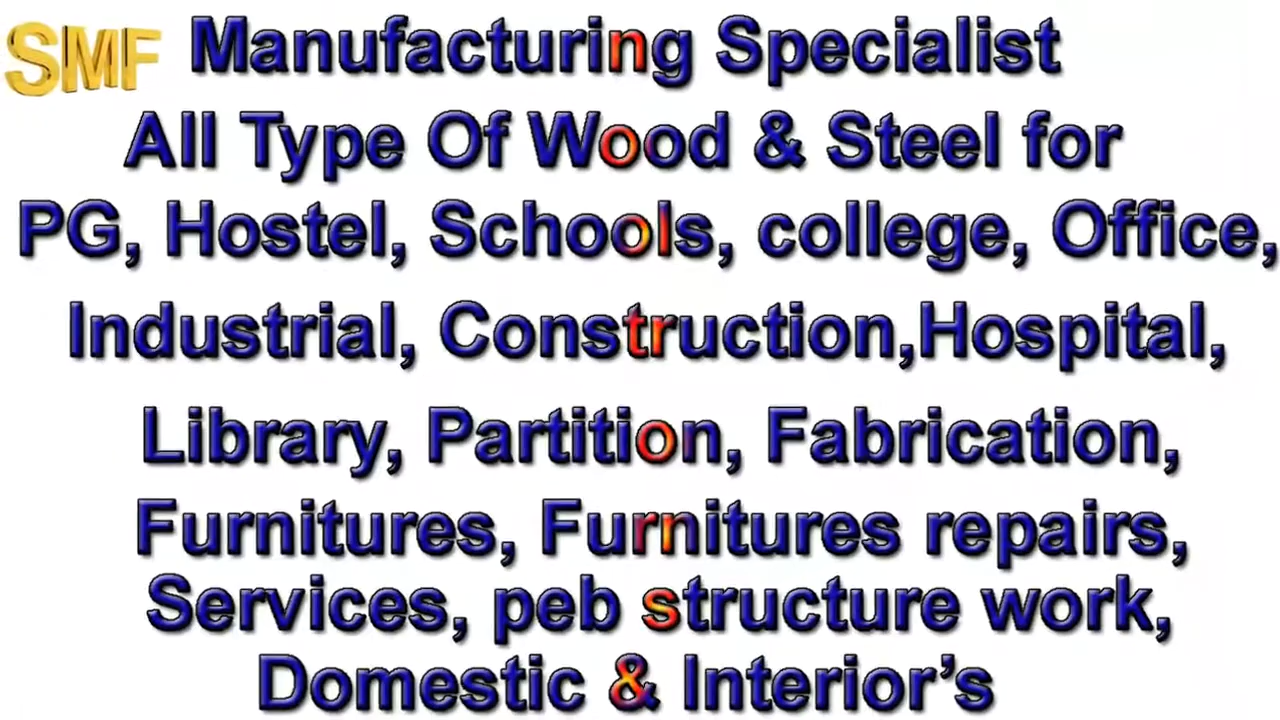 SMF Manufacturing Specialist
All Type Of Wood & Steel for
PG, Hostel, Schools, college, Office,
Industrial, Construction,Hospital,
Library, Partition, Fabrication,
Furnitures, Furnitures repairs,
Services, peb structure work,
Domestic & Interior’s